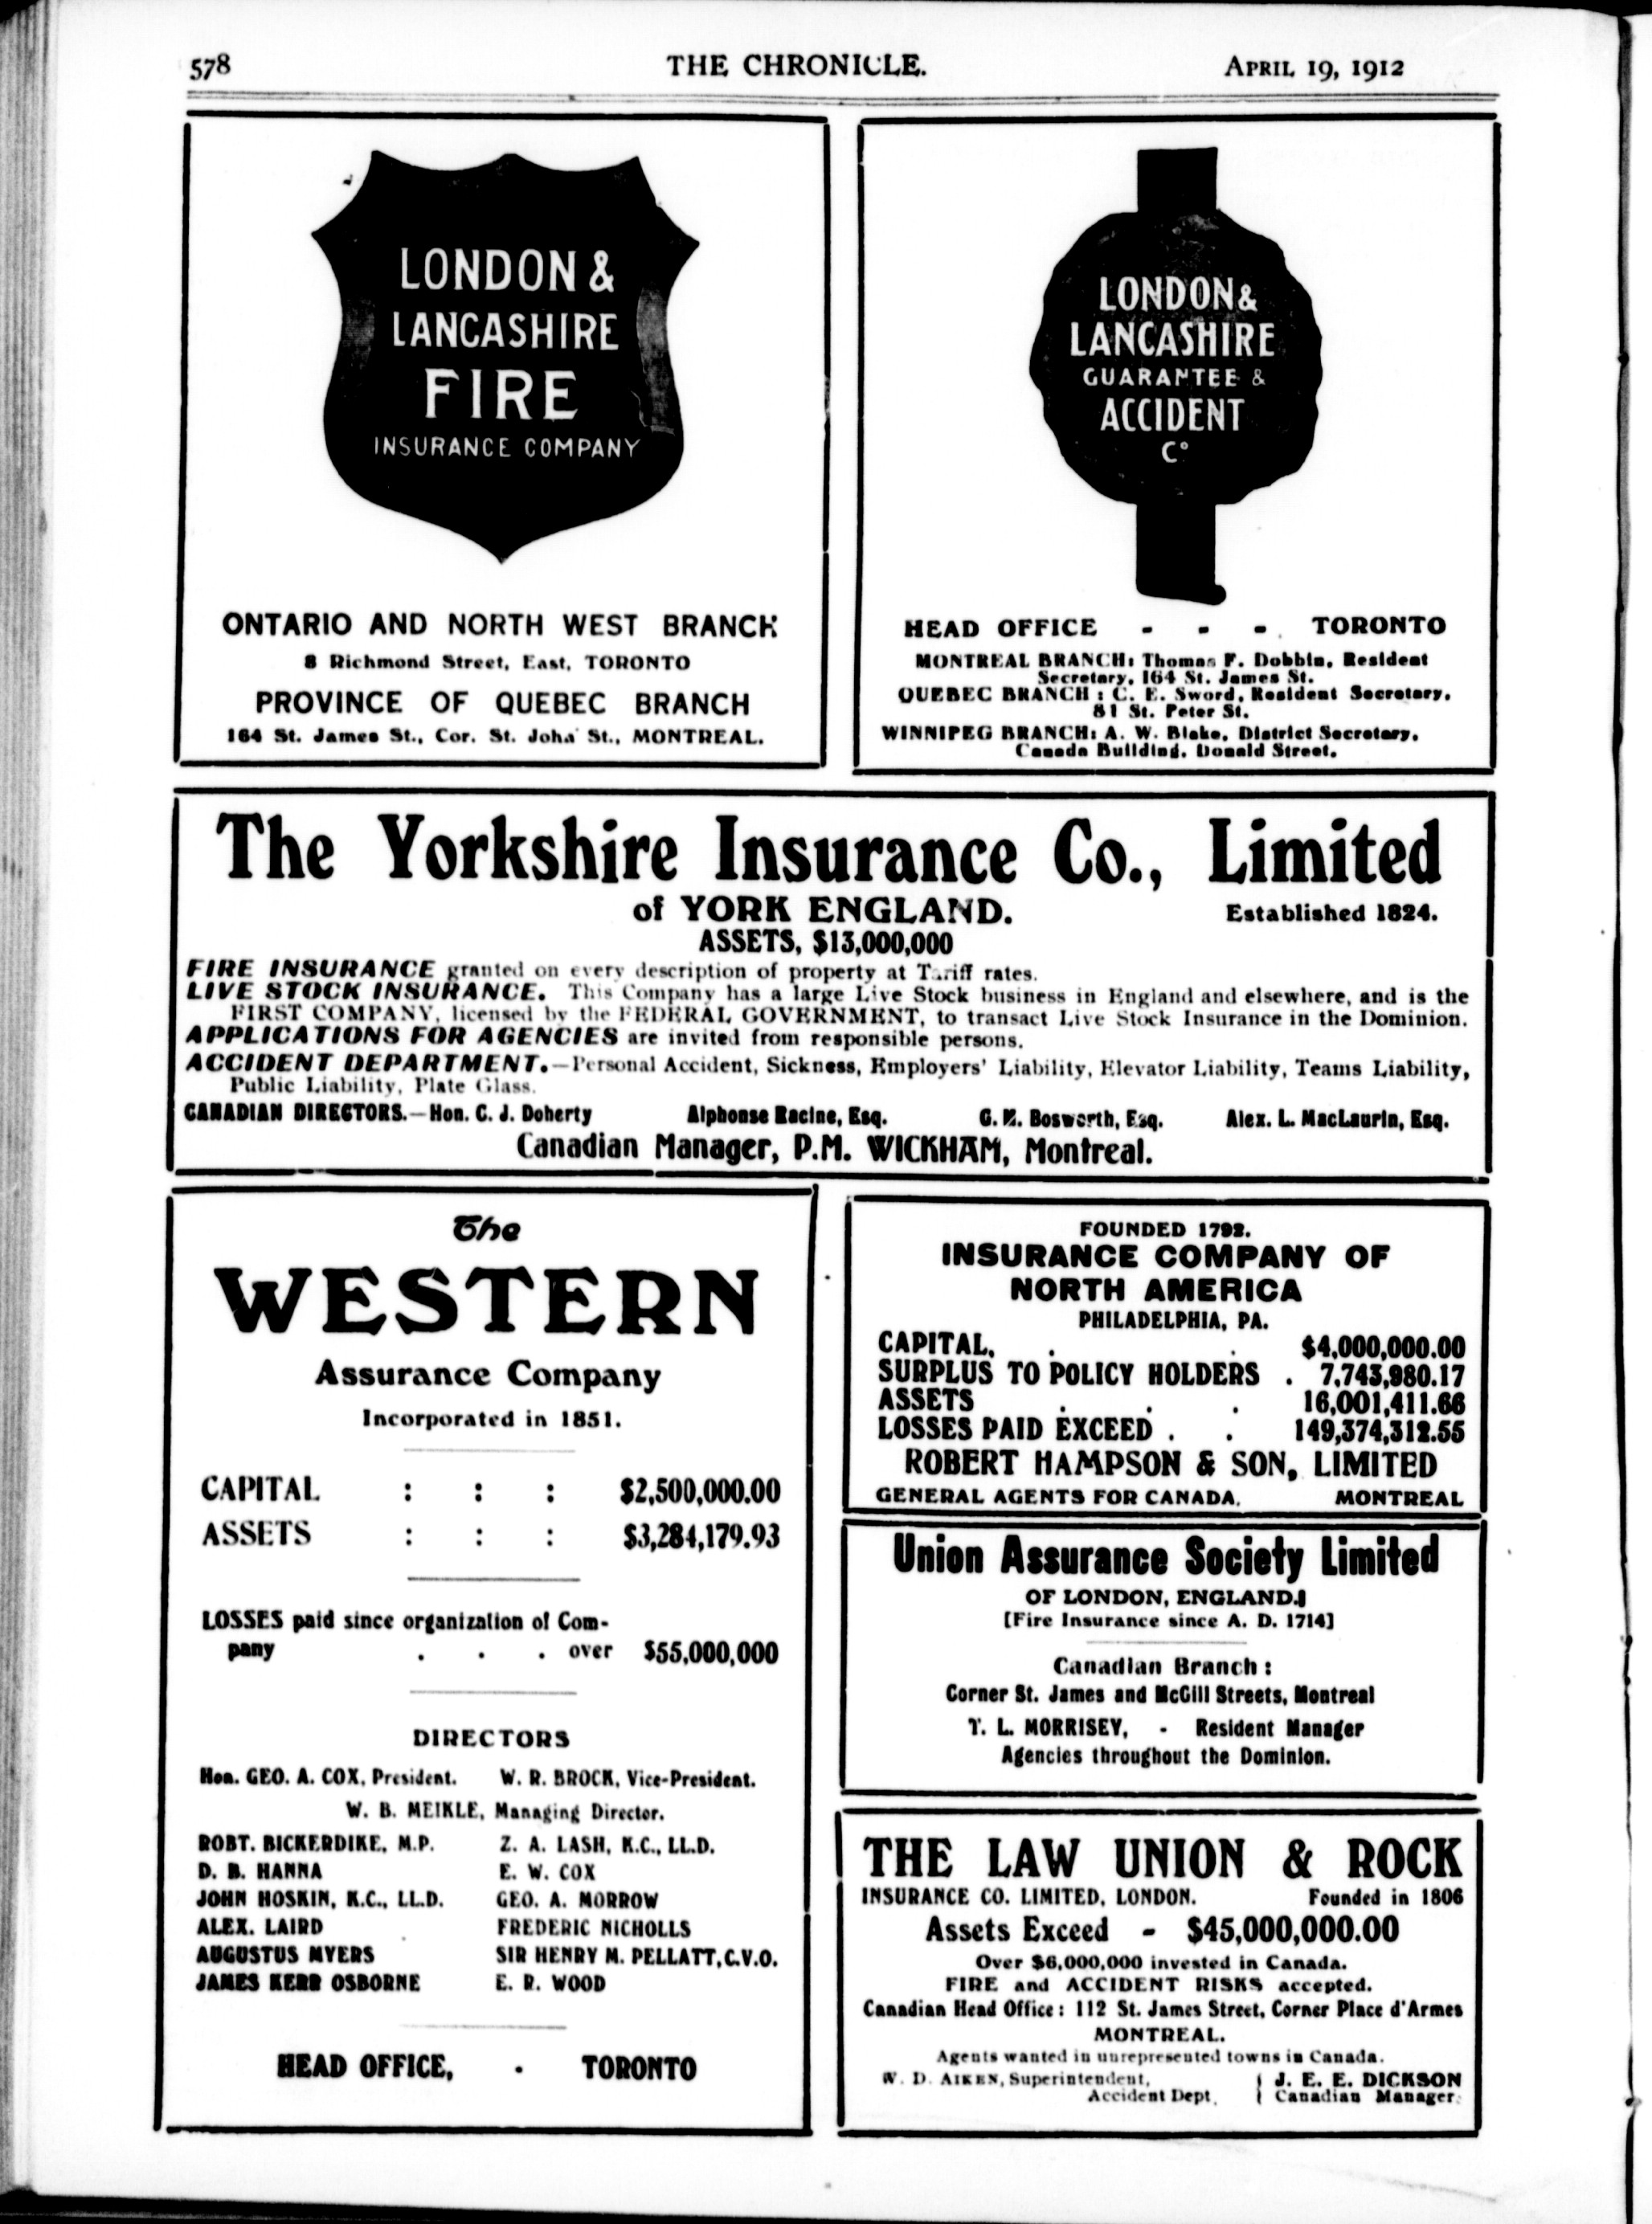 578
THE CHRONICLE.
APRIL 19, 1912
LONDON &
LANCASHIRE
FIRE
INSURANCE COMPANY
ONTARIO AND NORTH WEST BRANCH
8 Richmond Street, East, TORONTO
PROVINCE OF QUEBEC BRANCH
164 St. James St., Cor. St. John St., MONTREAL.
LONDON &
LANCASHIRE
GUARANTEE &
ACCIDENT
Co
HEAD OFFICE - - - TORONTO
MONTREAL BRANCH: Thomas F. Dobbin, Resident
Secretary, 164 St. James St.
QUEBEC BRANCH : C. E. Sword, Resident Secretary,
81 St. Peter St.
WINNIPEG BRANCH: A. W. Blake, District Secretary,
Canada Building, Donald Street.
The Yorkshire Insurance Co., Limited
of YORK ENGLAND. Established 1824.
ASSETS, $13,000,000
FIRE INSURANCE granted on every description of property at Tariff rates.
LIVE STOCK INSURANCE. This Company has a large Live Stock business in England and elsewhere, and is the
FIRST COMPANY, licensed by the FEDERAL GOVERNMENT, to transact Live Stock Insurance in the Dominion.
APPLICATIONS FOR AGENCIES are invited from responsible persons.
ACCIDENT DEPARTMENT.—Personal Accident, Sickness, Employers' Liability, Elevator Liability, Teams Liability,
Public Liability, Plate Glass.
CANADIAN DIRECTORS.—Hon. C. J. Doherty Alphonse Racine, Esq. G. M. Bosworth, Esq. Alex. L. MacLaurin, Esq.
Canadian Manager, P.M. WICKHAM, Montreal.
The
WESTERN
Assurance Company
Incorporated in 1851.
CAPITAL : : : $2,500,000.00
ASSETS : : : $3,284,179.93
LOSSES paid since organization of Com-
pany . . . over $55,000,000
DIRECTORS
Hon. GEO. A. COX, President. W. R. BROCK, Vice-President.
W. B. MEIKLE, Managing Director.
ROBT. BICKERDIKE, M.P. Z. A. LASH, K.C., LL.D.
D. B. HANNA E. W. COX
JOHN HOSKIN, K.C., LL.D. GEO. A. MORROW
ALEX. LAIRD FREDERIC NICHOLLS
AUGUSTUS MYERS SIR HENRY M. PELLATT, C.V.O.
JAMES KERR OSBORNE E. R. WOOD
HEAD OFFICE, - TORONTO
FOUNDED 1792.
INSURANCE COMPANY OF
NORTH AMERICA
PHILADELPHIA, PA.
CAPITAL, . . $4,000,000.00
SURPLUS TO POLICY HOLDERS . 7,743,980.17
ASSETS . . . 16,001,411.66
LOSSES PAID EXCEED . . 149,374,312.55
ROBERT HAMPSON & SON, LIMITED
GENERAL AGENTS FOR CANADA. MONTREAL
Union Assurance Society Limited
OF LONDON, ENGLAND.
[Fire Insurance since A. D. 1714]
Canadian Branch :
Corner St. James and McGill Streets, Montreal
T. L. MORRISEY, - Resident Manager
Agencies throughout the Dominion.
THE LAW UNION & ROCK
INSURANCE CO. LIMITED, LONDON. Founded in 1806
Assets Exceed - $45,000,000.00
Over $6,000,000 invested in Canada.
FIRE and ACCIDENT RISKS accepted.
Canadian Head Office : 112 St. James Street, Corner Place d'Armes
MONTREAL.
Agents wanted in unrepresented towns in Canada.
W. D. AIKEN, Superintendent, J. E. E. DICKSON
Accident Dept. Canadian Manager.